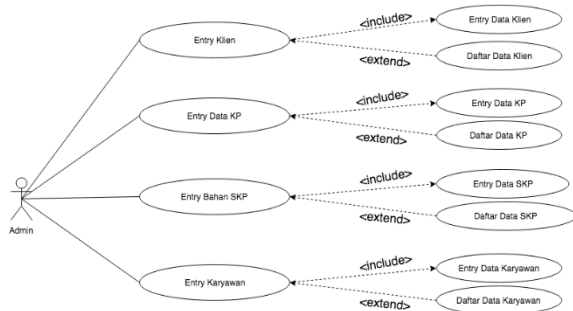 Entry Klien
<include>
Entry Data Klien
<extend>
Daftar Data Klien
Entry Data KP
<include>
Entry Data KP
<extend>
Daftar Data KP
Admin
Entry Bahan SKP
<include>
Entry Data SKP
<extend>
Daftar Data SKP
Entry Karyawan
<include>
Entry Data Karyawan
<extend>
Daftar Data Karyawan